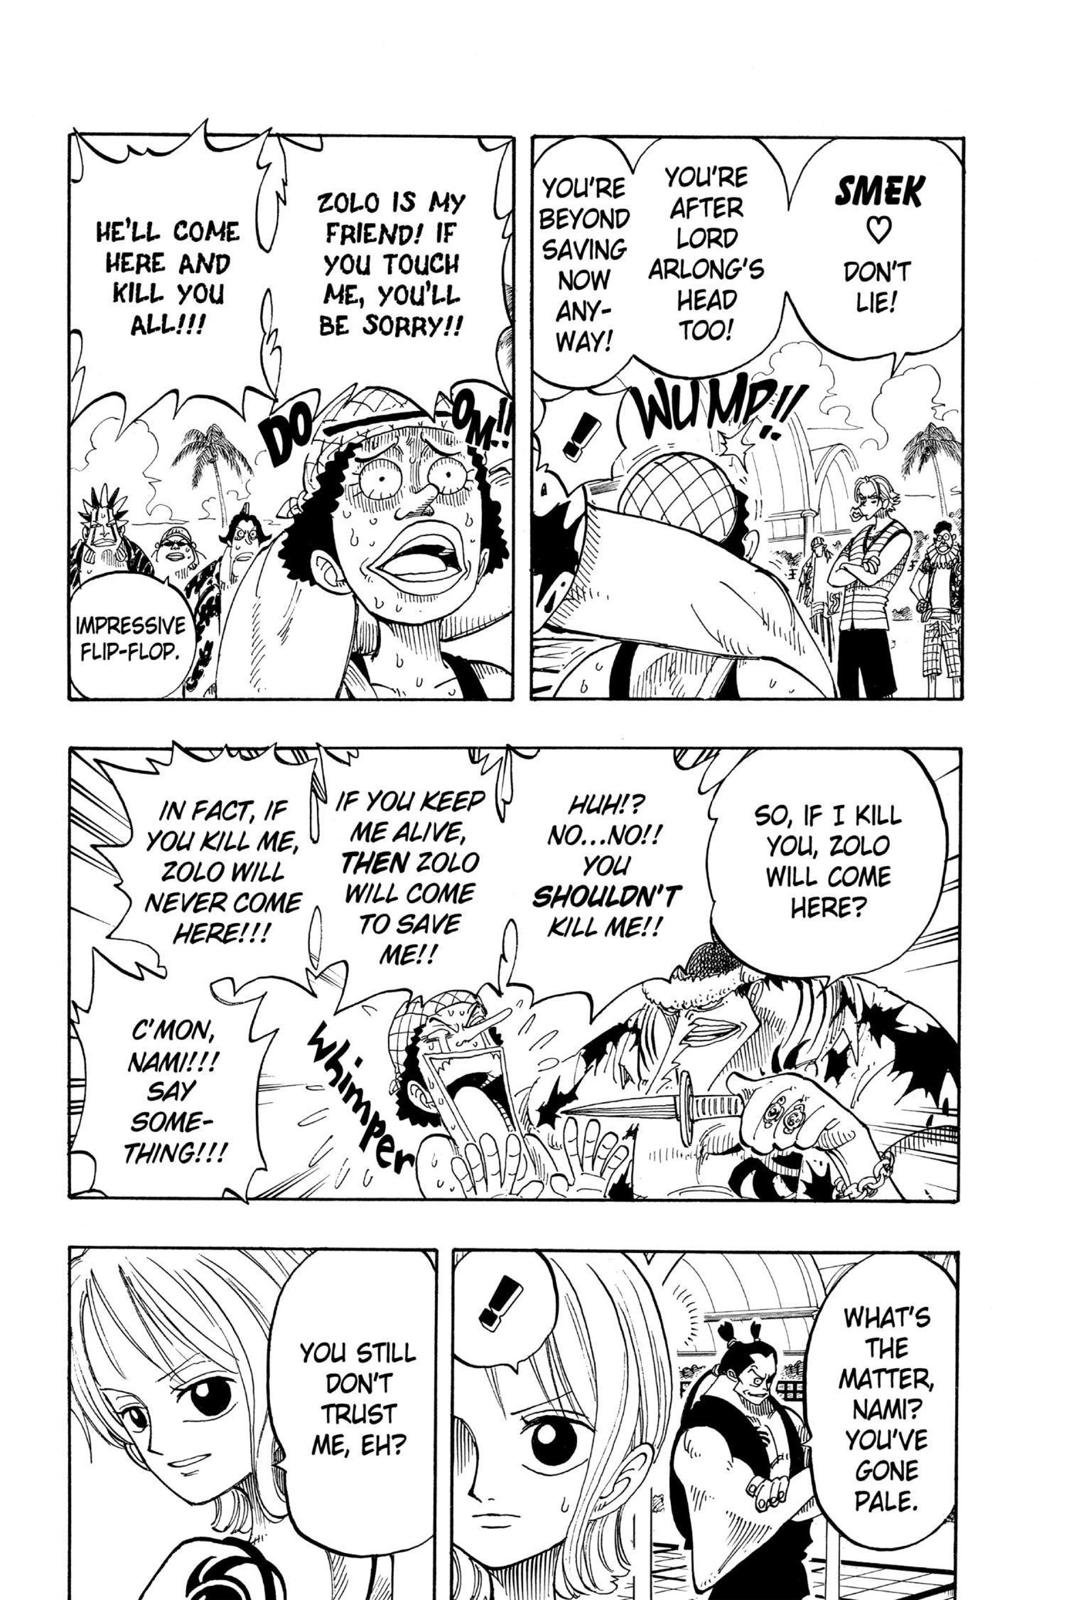 SMEK
♡
DON'T
LIE!
YOU'RE
AFTER
LORD
ARLONG'S
HEAD
TOO!
YOU'RE
BEYOND
SAVING
NOW
ANY-
WAY!
!
WUMP!!
ZOLO IS MY
FRIEND! IF
YOU TOUCH
ME, YOU'LL
BE SORRY!!
HE'LL COME
HERE AND
KILL YOU
ALL!!!
DOOM!!
IMPRESSIVE
FLIP-FLOP.
SO, IF I KILL
YOU, ZOLO
WILL COME
HERE?
HUH!?
NO...NO!!
YOU
SHOULDN'T
KILL ME!!
IF YOU KEEP
ME ALIVE,
THEN ZOLO
WILL COME
TO SAVE
ME!!
IN FACT, IF
YOU KILL ME,
ZOLO WILL
NEVER COME
HERE!!!
C'MON,
NAMI!!!
SAY
SOME-
THING!!!
Whimper
WHAT'S
THE
MATTER,
NAMI?
YOU'VE
GONE
PALE.
!
YOU STILL
DON'T
TRUST
ME, EH?